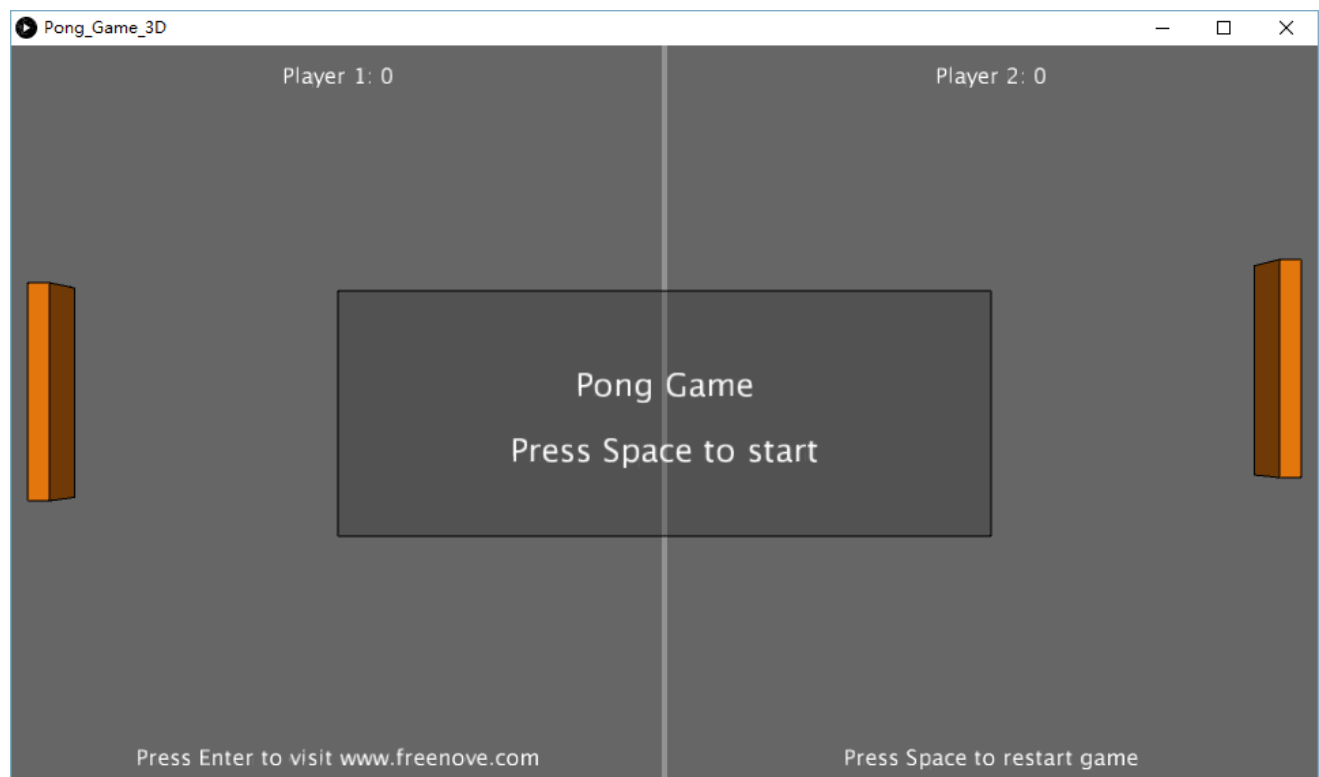 Pong_Game_3D
Player 1: 0
Player 2: 0
Pong Game
Press Space to start
Press Enter to visit www.freenove.com
Press Space to restart game